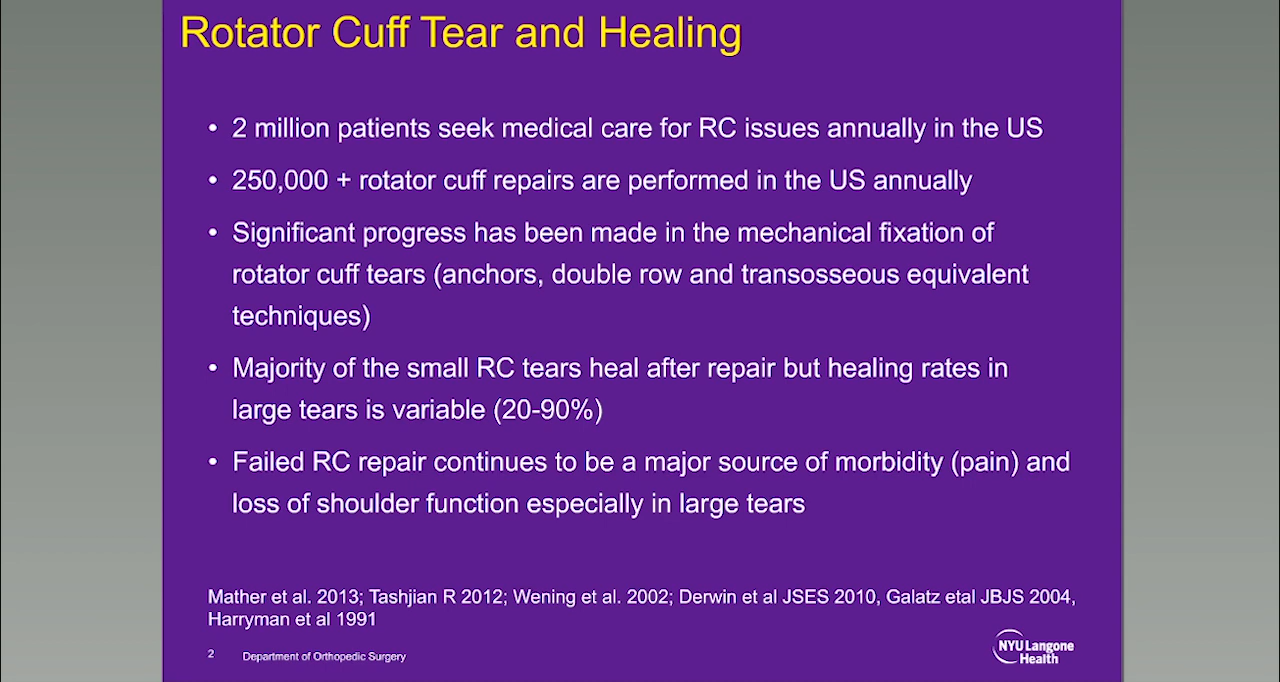 Rotator Cuff Tear and Healing
• 2 million patients seek medical care for RC issues annually in the US
• 250,000 + rotator cuff repairs are performed in the US annually
• Significant progress has been made in the mechanical fixation of
rotator cuff tears (anchors, double row and transosseous equivalent
techniques)
• Majority of the small RC tears heal after repair but healing rates in
large tears is variable (20-90%)
• Failed RC repair continues to be a major source of morbidity (pain) and
loss of shoulder function especially in large tears
Mather et al. 2013; Tashjian R 2012; Wening et al. 2002; Derwin et al JSES 2010, Galatz etal JBJS 2004,
Harryman et al 1991
2 Department of Orthopedic Surgery
NYU Langone
Health